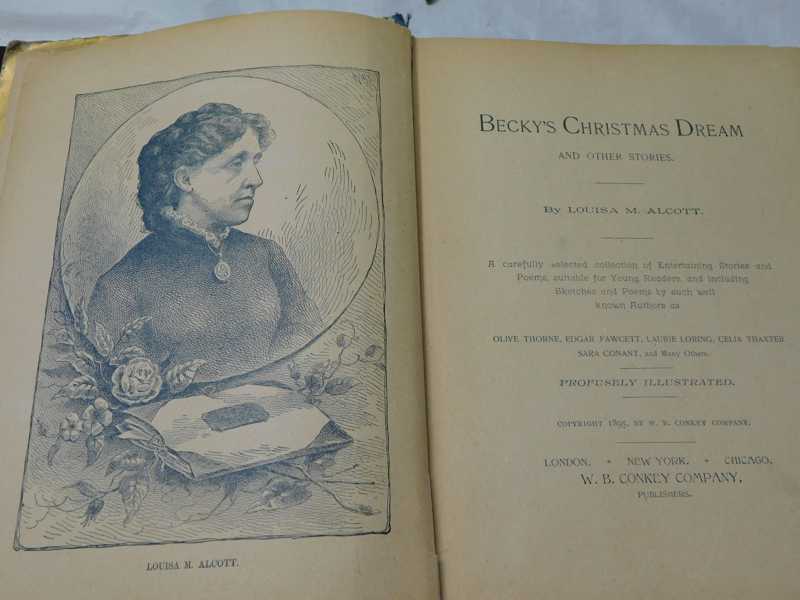 LOUISA M. ALCOTT.
BECKY'S CHRISTMAS DREAM
AND OTHER STORIES.
By LOUISA M. ALCOTT.
A carefully selected collection of Entertaining Stories and
Poems, suitable for Young Readers, and including
Sketches and Poems by such well
known Authors as
OLIVE THORNE, EDGAR FAWCETT, LAURIE LORING, CELIA THAXTER
SARA CONANT, and Many Others.
PROFUSELY ILLUSTRATED.
COPYRIGHT 1895, BY W. B. CONKEY COMPANY.
LONDON. • NEW YORK. • CHICAGO.
W. B. CONKEY COMPANY,
PUBLISHERS.